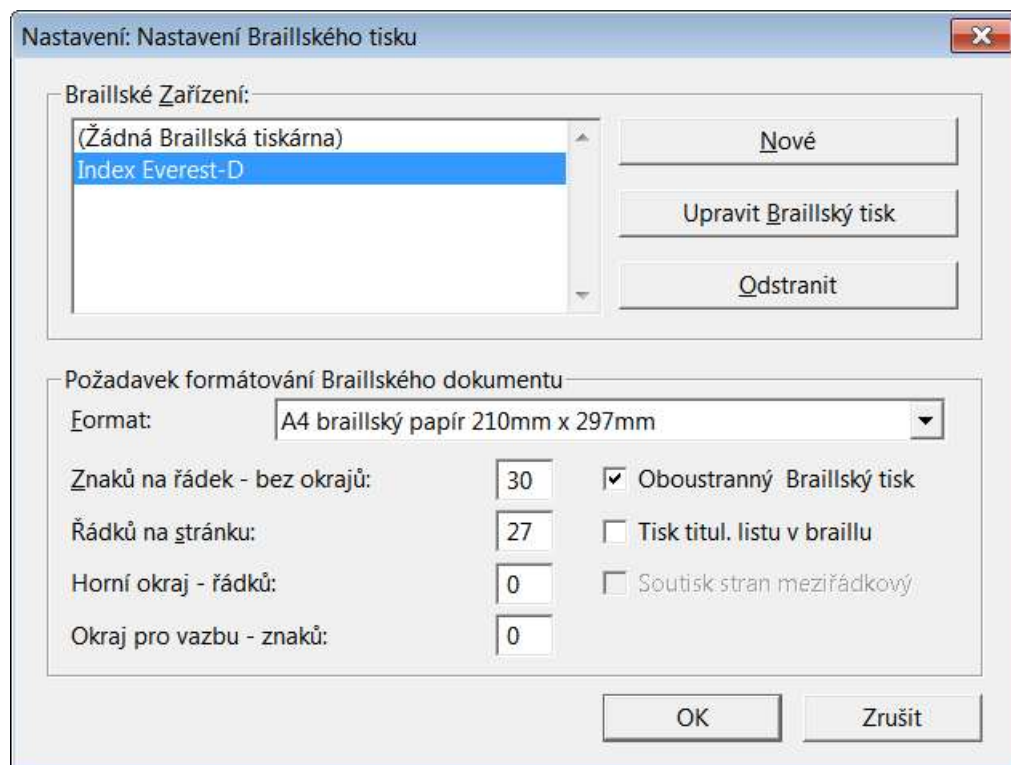 Nastavení: Nastavení Braillského tisku
Braillské Zařízení:
(Žádná Braillská tiskárna)
Index Everest-D
Nové
Upravit Braillský tisk
Odstranit
Požadavek formátování Braillského dokumentu
Format: A4 braillský papír 210mm x 297mm
Znaků na řádek - bez okrajů: 30 Oboustranný Braillský tisk
Řádků na stránku: 27 Tisk titul. listu v braillu
Horní okraj - řádků: 0 Soutisk stran meziřádkový
Okraj pro vazbu - znaků: 0
OK Zrušit